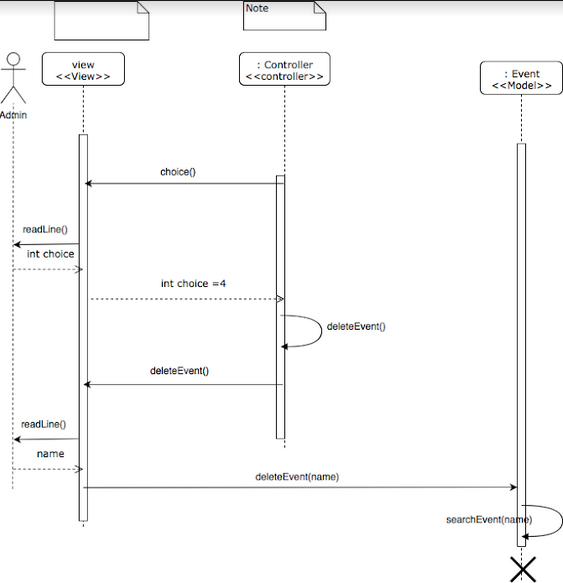 Note
view
<<View>>
: Controller
<<controller>>
: Event
<<Model>>
Admin
choice()
readLine()
int choice
int choice =4
deleteEvent()
deleteEvent()
readLine()
name
deleteEvent(name)
searchEvent(name)